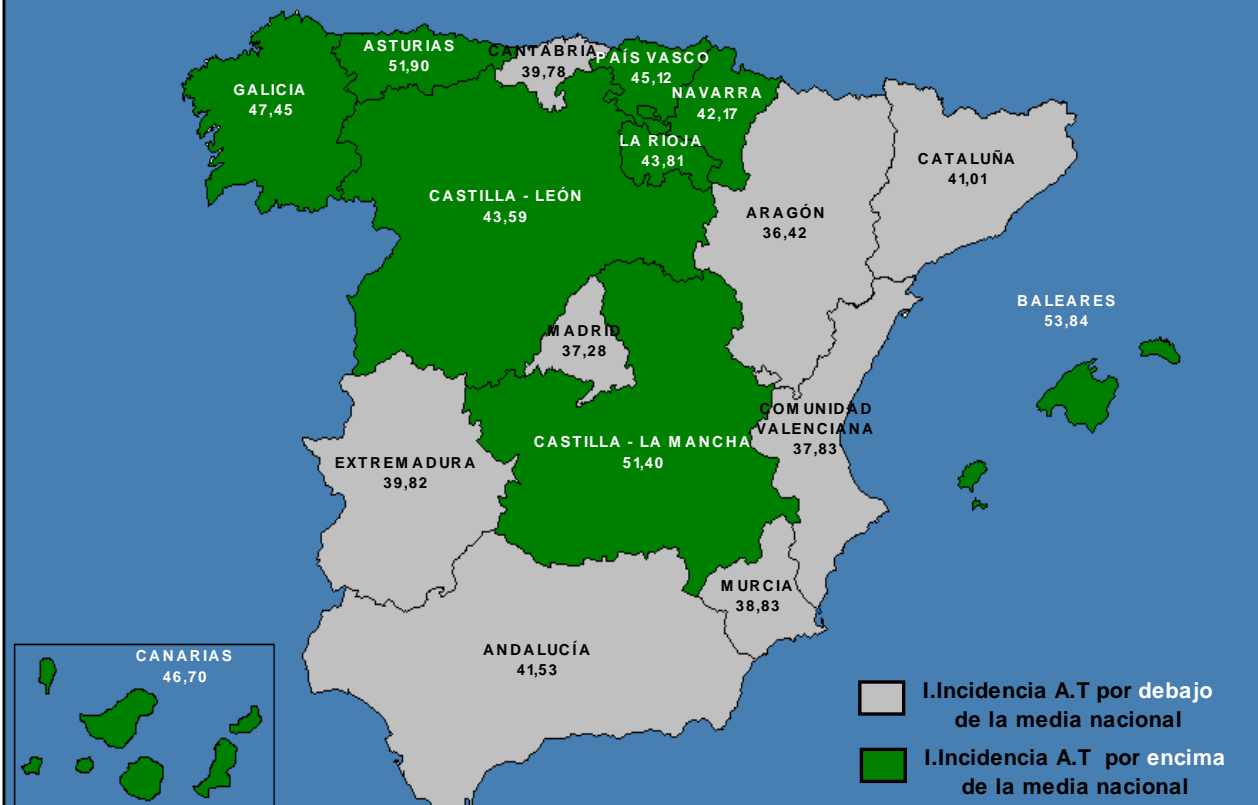 ASTURIAS
51,90
CANTABRIA
39,78
PAÍS VASCO
45,12
GALICIA
47,45
NAVARRA
42,17
LA RIOJA
43,81
CATALUÑA
41,01
CASTILLA - LEÓN
43,59
ARAGÓN
36,42
BALEARES
53,84
MADRID
37,28
COMUNIDAD
VALENCIANA
37,83
CASTILLA - LA MANCHA
51,40
EXTREMADURA
39,82
MURCIA
38,83
ANDALUCÍA
41,53
CANARIAS
46,70
I.Incidencia A.T por debajo
de la media nacional
I.Incidencia A.T por encima
de la media nacional